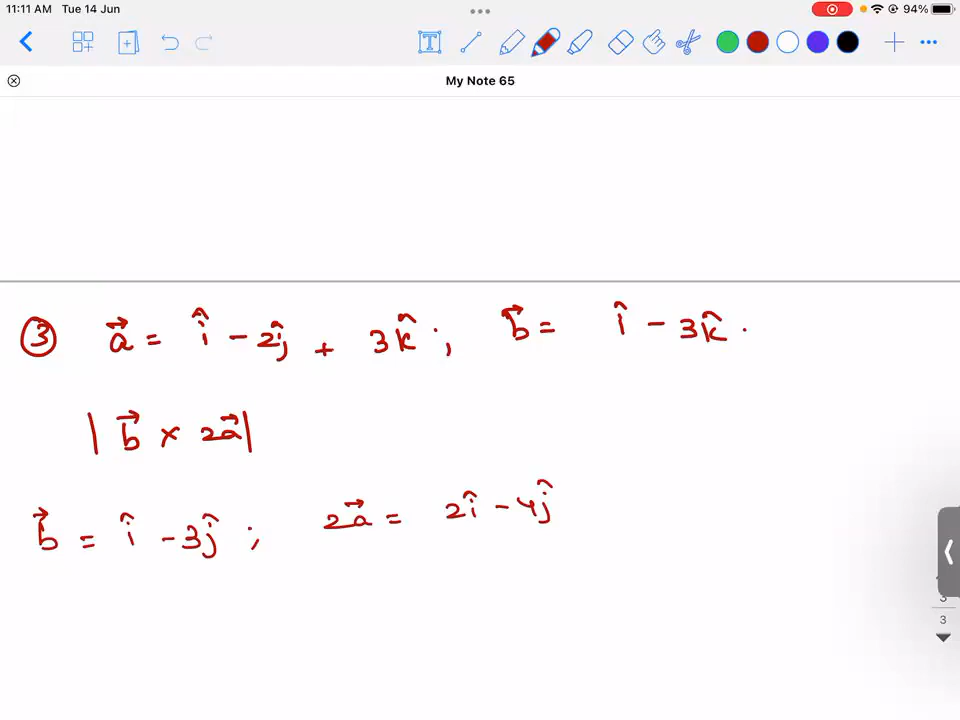 11:11 AM Tue 14 Jun 94%
T
My Note 65
③ a⃗ = î - 2ĵ + 3k̂ ; b⃗ = î - 3k̂ .
| b⃗ × 2a⃗ |
b⃗ = î - 3ĵ ; 2a⃗ = 2î - 4ĵ
3
3